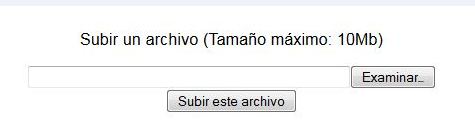 Subir un archivo (Tamaño máximo: 10Mb)
Examinar...
Subir este archivo